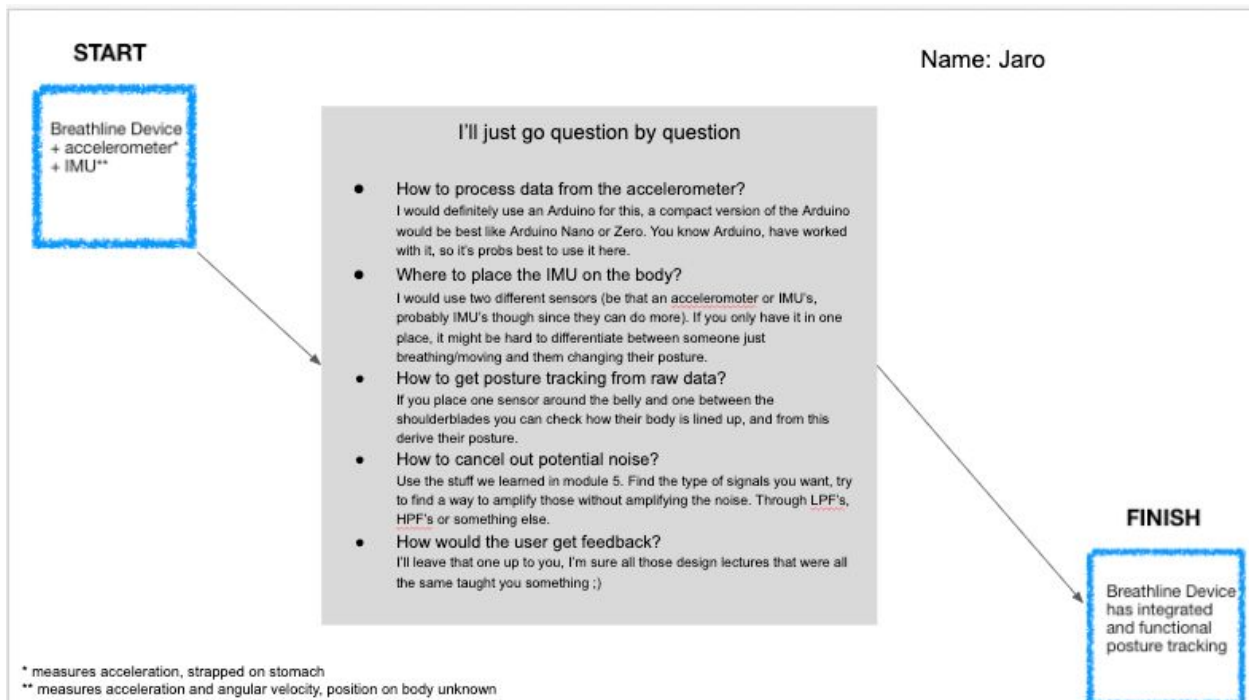 START
Name: Jaro
Breathline Device
+ accelerometer*
+ IMU**
I'll just go question by question
● How to process data from the accelerometer?
I would definitely use an Arduino for this, a compact version of the Arduino
would be best like Arduino Nano or Zero. You know Arduino, have worked
with it, so it's probs best to use it here.
● Where to place the IMU on the body?
I would use two different sensors (be that an acceleromoter or IMU's,
probably IMU's though since they can do more). If you only have it in one
place, it might be hard to differentiate between someone just
breathing/moving and them changing their posture.
● How to get posture tracking from raw data?
If you place one sensor around the belly and one between the
shoulderblades you can check how their body is lined up, and from this
derive their posture.
● How to cancel out potential noise?
Use the stuff we learned in module 5. Find the type of signals you want, try
to find a way to amplify those without amplifying the noise. Through LPF's,
HPF's or something else.
● How would the user get feedback?
I'll leave that one up to you, I'm sure all those design lectures that were all
the same taught you something ;)
FINISH
Breathline Device
has integrated
and functional
posture tracking
* measures acceleration, strapped on stomach
** measures acceleration and angular velocity, position on body unknown